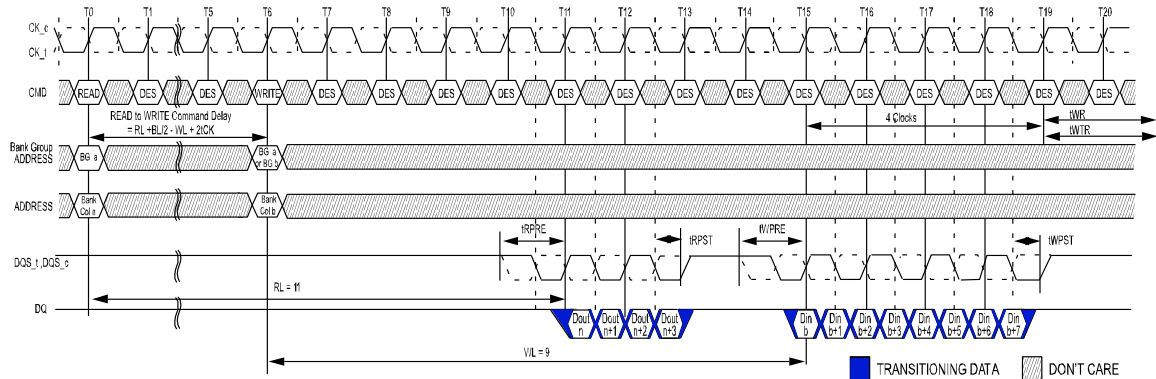 T0 T1 T5 T6 T7 T8 T9 T10 T11 T12 T13 T14 T15 T16 T17 T18 T19 T20
CK_c
CK_t
CMD READ DES DES WRITE DES DES DES DES DES DES DES DES DES DES DES DES DES DES
READ to WRITE Command Delay
= RL +BL/2 - WL + 2tCK
4 Clocks
tWR
tWTR
Bank Group
ADDRESS
BG a
BG a
or BG b
ADDRESS
Bank
Col n
Bank
Col b
tRPRE tRPST tWPRE tWPST
DQS_t ,DQS_c
RL = 11
DQ
Dout
n
Dout
n+1
Dout
n+2
Dout
n+3
Din
b
Din
b+1
Din
b+2
Din
b+3
Din
b+4
Din
b+5
Din
b+6
Din
b+7
WL = 9
TRANSITIONING DATA DON'T CARE